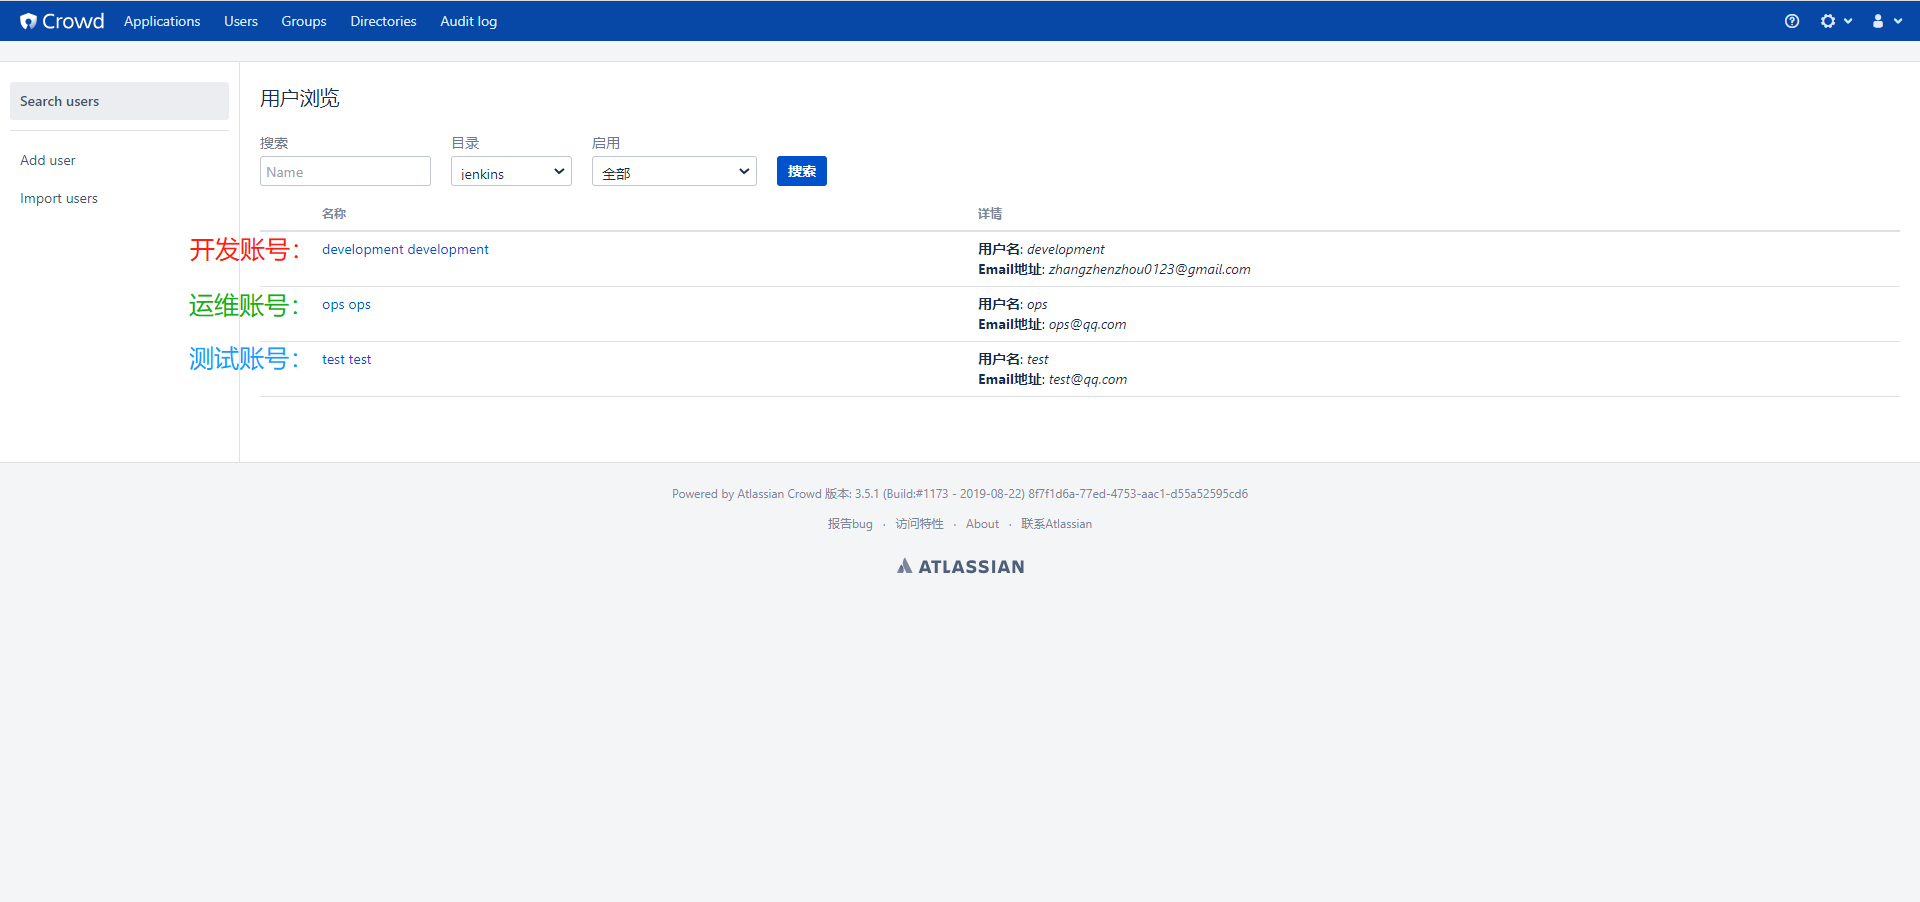 Crowd Applications Users Groups Directories Audit log
Search users
Add user
Import users
用户浏览
搜索 目录 启用
Name jenkins 全部 搜索
名称 详情
开发账号： development development 用户名: development
Email地址: zhangzhenzhou0123@gmail.com
运维账号： ops ops 用户名: ops
Email地址: ops@qq.com
测试账号： test test 用户名: test
Email地址: test@qq.com
Powered by Atlassian Crowd 版本: 3.5.1 (Build:#1173 - 2019-08-22) 8f7f1d6a-77ed-4753-aac1-d55a52595cd6
报告bug · 访问特性 · About · 联系Atlassian
ATLASSIAN